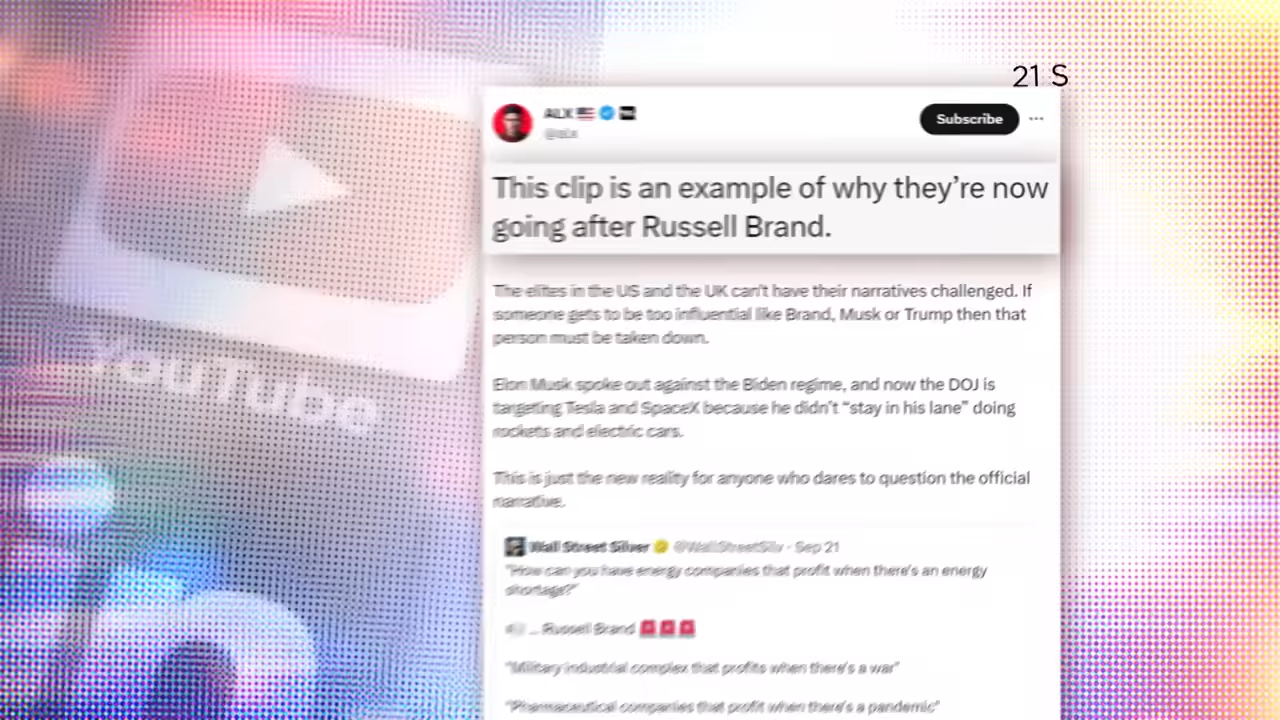 21 S
ALX
@alx
Subscribe
This clip is an example of why they’re now
going after Russell Brand.
The elites in the US and the UK can't have their narratives challenged. If
someone gets to be too influential like Brand, Musk or Trump then that
person must be taken down.
Elon Musk spoke out against the Biden regime, and now the DOJ is
targeting Tesla and SpaceX because he didn't “stay in his lane” doing
rockets and electric cars.
This is just the new reality for anyone who dares to question the official
narrative.
Wall Street Silver @WallStreetSilv · Sep 21
"How can you have energy companies that profit when there's an energy
shortage?"
... Russell Brand
"Military industrial complex that profits when there's a war"
"Pharmaceutical companies that profit when there's a pandemic"
YouTube